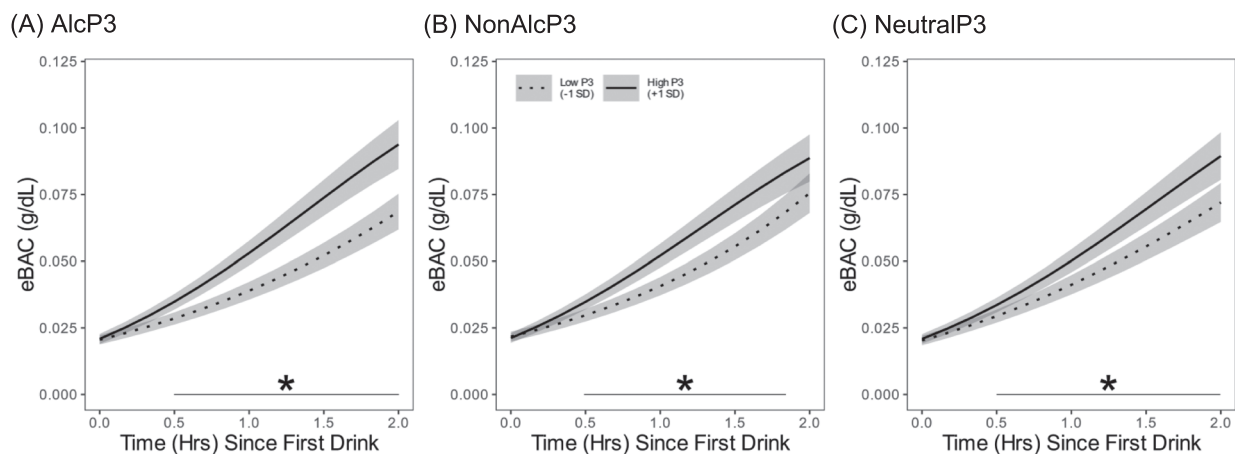 (A) AlcP3
(B) NonAlcP3
(C) NeutralP3
eBAC (g/dL)
0.125
0.100
0.075
0.050
0.025
0.000
*
0.0 0.5 1.0 1.5 2.0
Time (Hrs) Since First Drink
eBAC (g/dL)
0.125
0.100
0.075
0.050
0.025
0.000
Low P3
(-1 SD)
High P3
(+1 SD)
*
0.0 0.5 1.0 1.5 2.0
Time (Hrs) Since First Drink
eBAC (g/dL)
0.125
0.100
0.075
0.050
0.025
0.000
*
0.0 0.5 1.0 1.5 2.0
Time (Hrs) Since First Drink